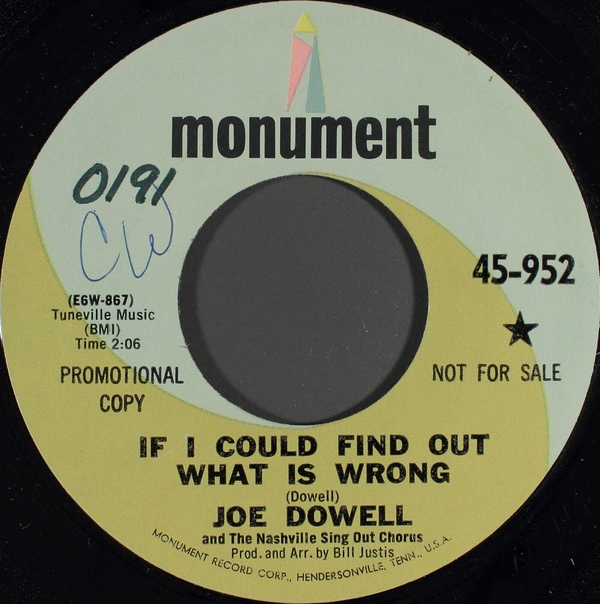 monument
0191
CW
45-952
(E6W-867)
Tuneville Music
(BMI)
Time 2:06
PROMOTIONAL
COPY
NOT FOR SALE
IF I COULD FIND OUT
WHAT IS WRONG
(Dowell)
JOE DOWELL
and The Nashville Sing Out Chorus
Prod. and Arr. by Bill Justis
MONUMENT RECORD CORP., HENDERSONVILLE, TENN., U.S.A.